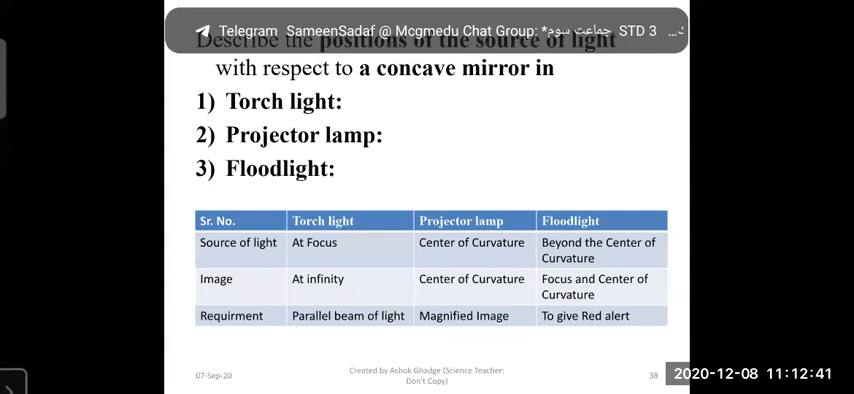 Telegram SameenSadaf @ Mcgmedu Chat Group: *جماعت سوم, STD 3 ...
Describe the positions of the source of light
with respect to a concave mirror in
1) Torch light:
2) Projector lamp:
3) Floodlight:
Sr. No. Torch light Projector lamp Floodlight
Source of light At Focus Center of Curvature Beyond the Center of
Curvature
Image At infinity Center of Curvature Focus and Center of
Curvature
Requirment Parallel beam of light Magnified Image To give Red alert
07-Sep-20
Created by Ashok Ghadge (Science Teacher:
Don't Copy)
38
2020-12-08 11:12:41